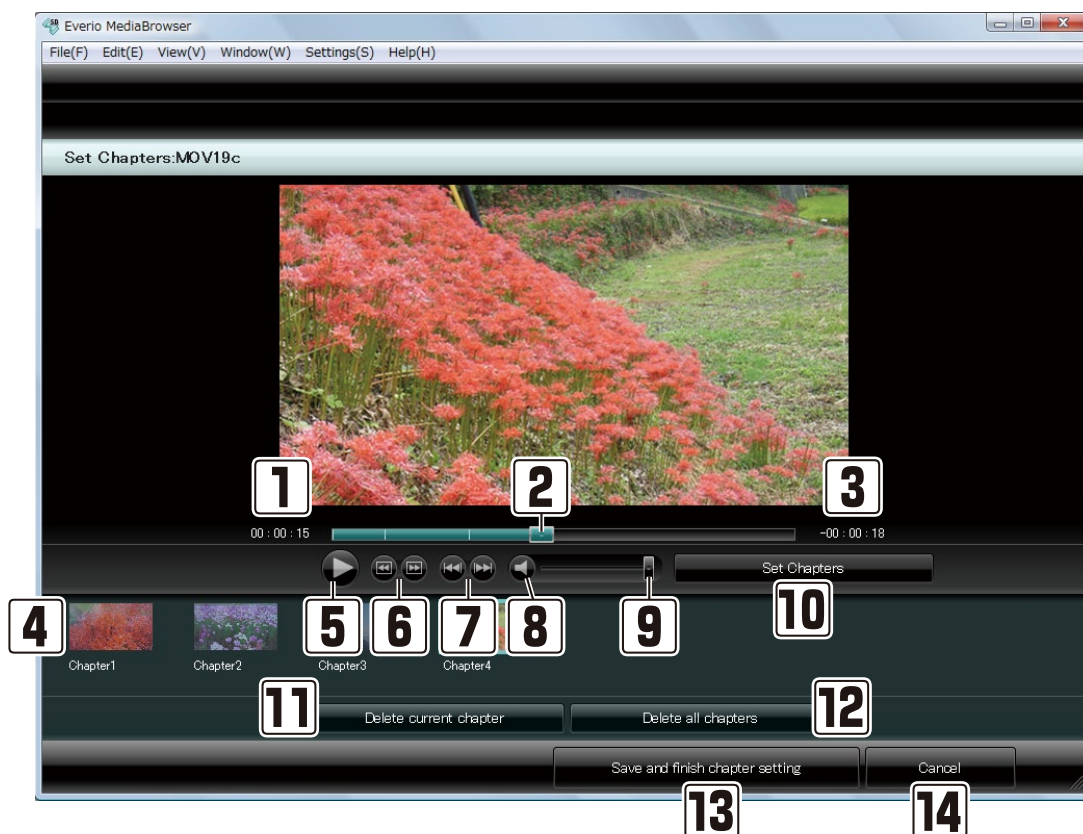 Everio MediaBrowser
File(F) Edit(E) View(V) Window(W) Settings(S) Help(H)
Set Chapters:MOV19c
1 2 3
00 : 00 : 15 -00 : 00 : 18
Set Chapters
4 5 6 7 8 9 10
Chapter1 Chapter2 Chapter3 Chapter4
11 Delete current chapter Delete all chapters 12
Save and finish chapter setting Cancel
13 14